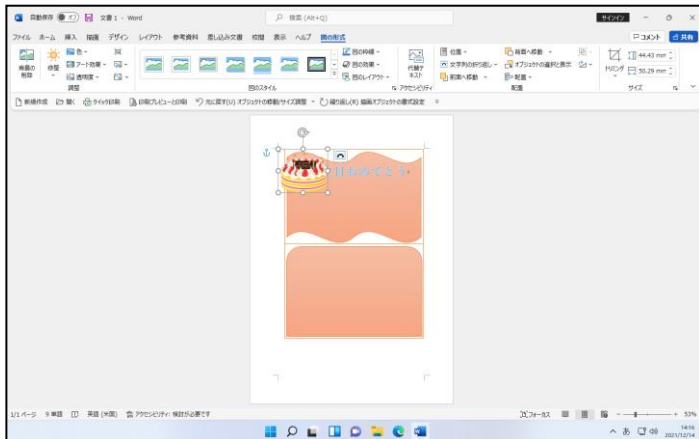 自動保存 オフ 文書 1 - Word 検索 (Alt+Q) サインイン
ファイル ホーム 挿入 描画 デザイン レイアウト 参考資料 差し込み文書 校閲 表示 ヘルプ 図の形式 コメント 共有
背景の削除 修整 色 アート効果 透明度 図の枠線 図の効果 図のレイアウト 代替テキスト 位置 文字列の折り返し 前面へ移動 背面へ移動 オブジェクトの選択と表示 配置 トリミング 44.43 mm 50.29 mm
調整 図のスタイル アクセシビリティ 配置 サイズ
新規作成 開く クイック印刷 印刷プレビューと印刷 元に戻す(U) オブジェクトの移動/サイズ調整 繰り返し(R) 描画オブジェクトの書式設定
日おめでとう
1/1 ページ 9 単語 英語 (米国) アクセシビリティ: 検討が必要です フォーカス 53%
14:16
2021/12/14